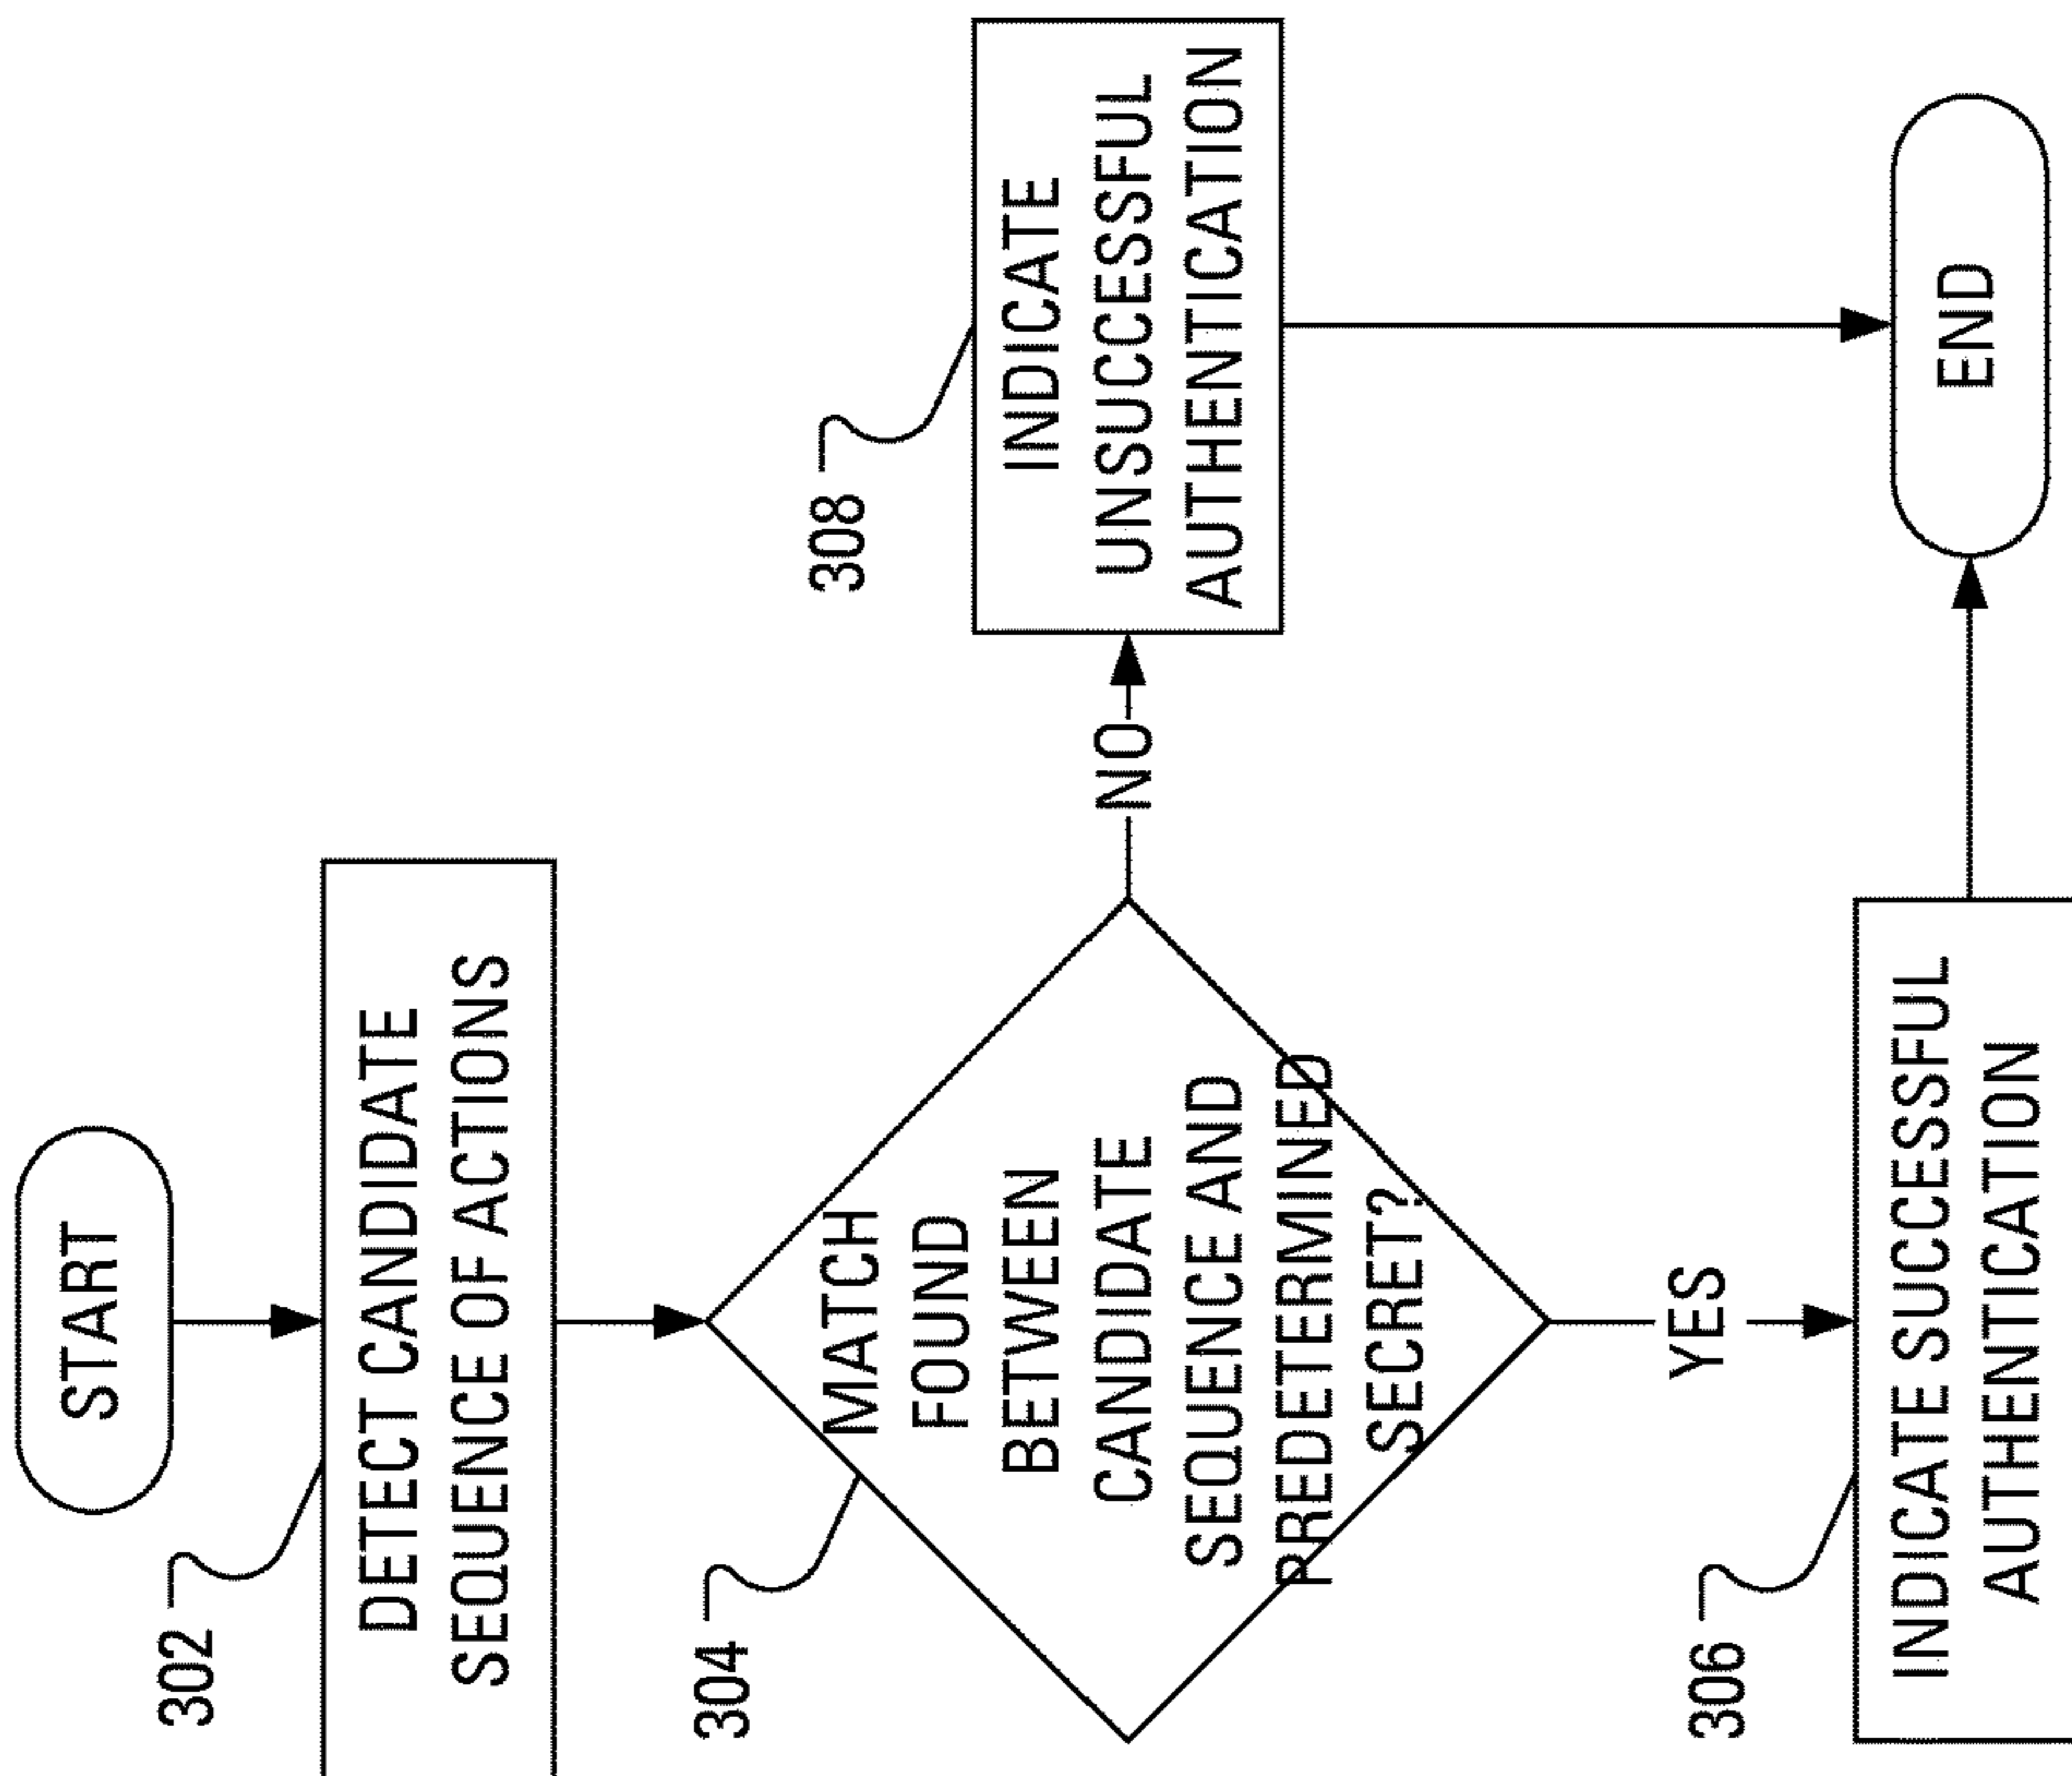 START
302
DETECT CANDIDATE
SEQUENCE OF ACTIONS
304
MATCH
FOUND
BETWEEN
CANDIDATE
SEQUENCE AND
PREDETERMINED
SECRET?
NO
308
INDICATE
UNSUCCESSFUL
AUTHENTICATION
YES
306
INDICATE SUCCESSFUL
AUTHENTICATION
END